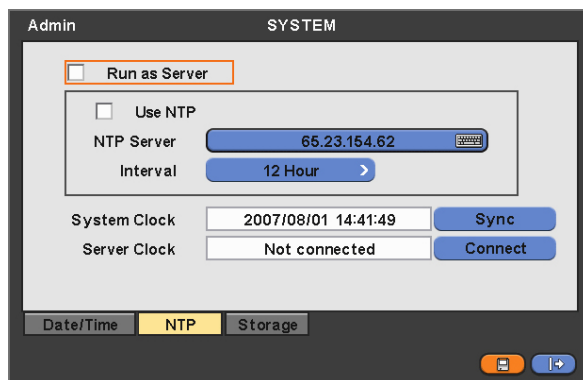 Admin SYSTEM
Run as Server
Use NTP
NTP Server 65.23.154.62
Interval 12 Hour >
System Clock 2007/08/01 14:41:49 Sync
Server Clock Not connected Connect
Date/Time NTP Storage